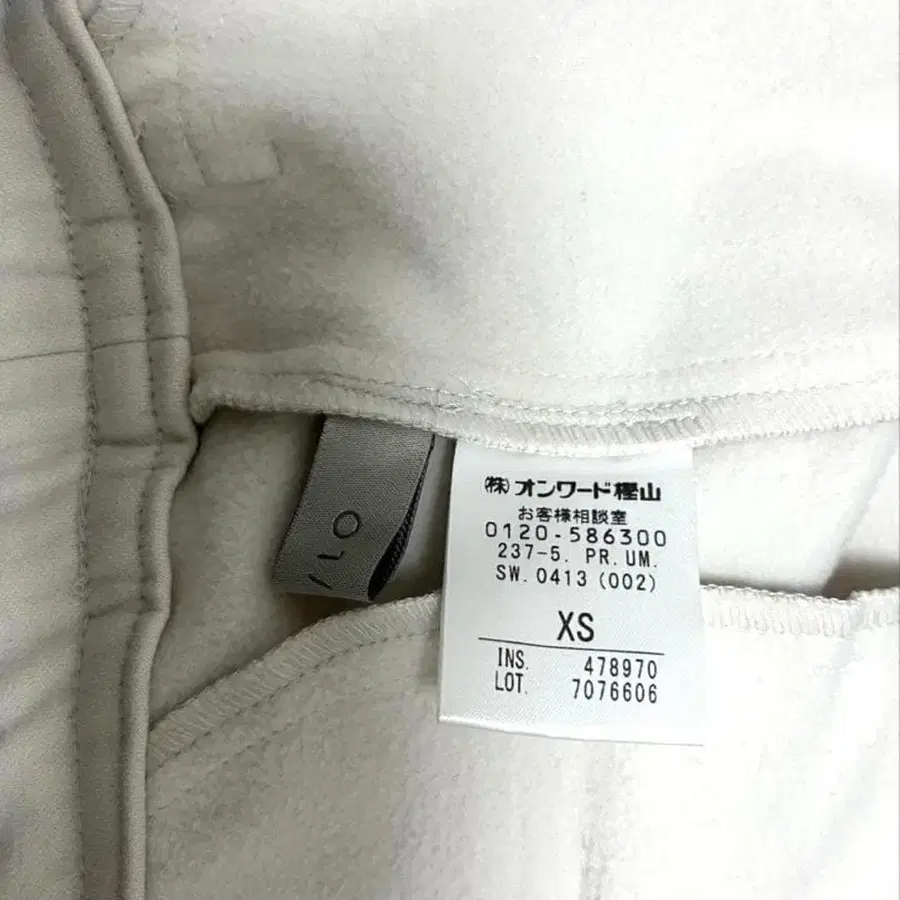 ㈱オンワード樫山
お客様相談室
0120-586300
237-5. PR. UM.
SW. 0413 (002)
XS
INS. 478970
LOT. 7076606